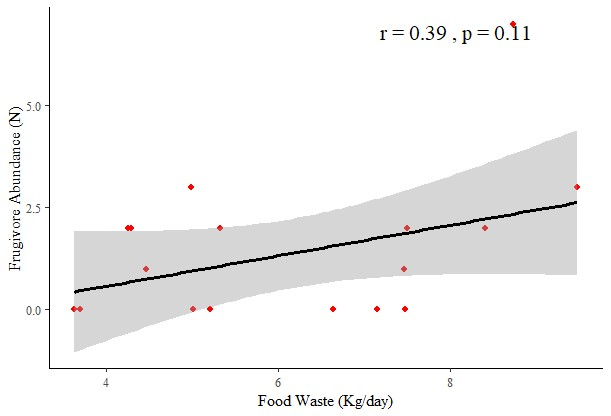 r = 0.39 , p = 0.11
Frugivore Abundance (N)
5.0
2.5
0.0
4 6 8
Food Waste (Kg/day)